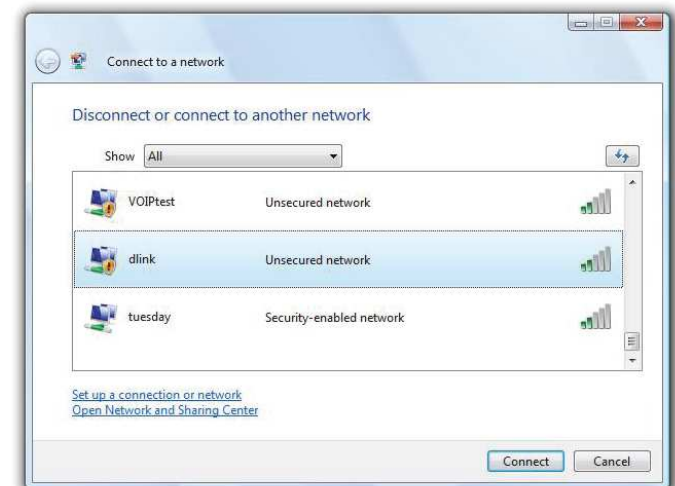 Connect to a network
Disconnect or connect to another network
Show All
VOIPtest Unsecured network
dlink Unsecured network
tuesday Security-enabled network
Set up a connection or network
Open Network and Sharing Center
Connect Cancel